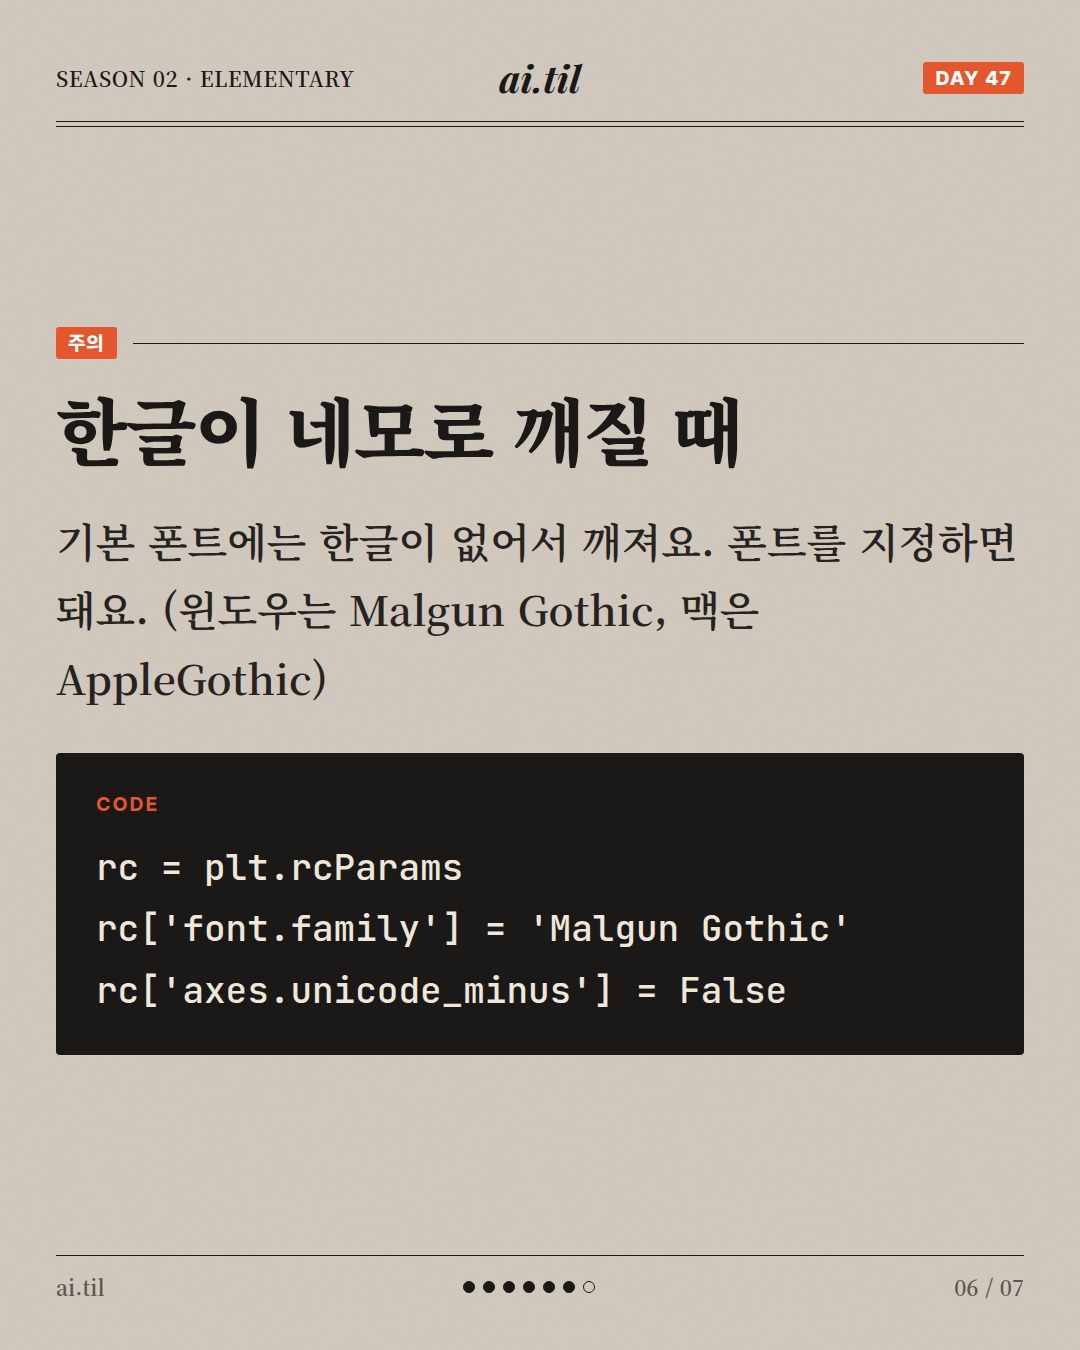 SEASON 02 · ELEMENTARY
ai.til
DAY 47
주의
한글이 네모로 깨질 때
기본 폰트에는 한글이 없어서 깨져요. 폰트를 지정하면
돼요. (윈도우는 Malgun Gothic, 맥은
AppleGothic)
CODE
rc = plt.rcParams
rc['font.family'] = 'Malgun Gothic'
rc['axes.unicode_minus'] = False
ai.til
06 / 07